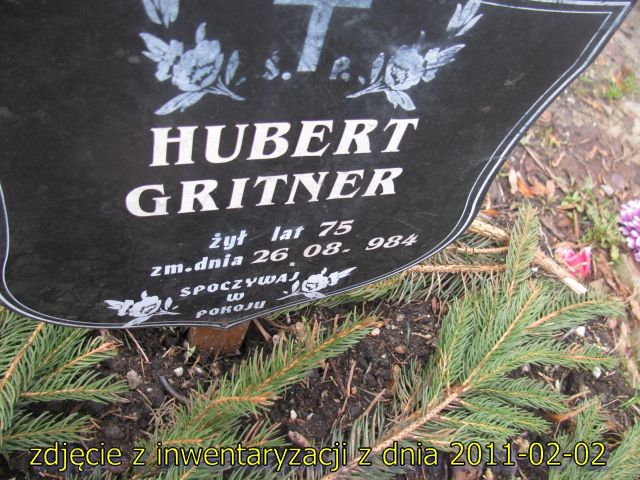 Ś. P.
HUBERT
GRITNER
żył lat 75
zm.dnia 26.08. 984
SPOCZYWAJ
W
POKOJU
zdjęcie z inwentaryzacji z dnia 2011-02-02